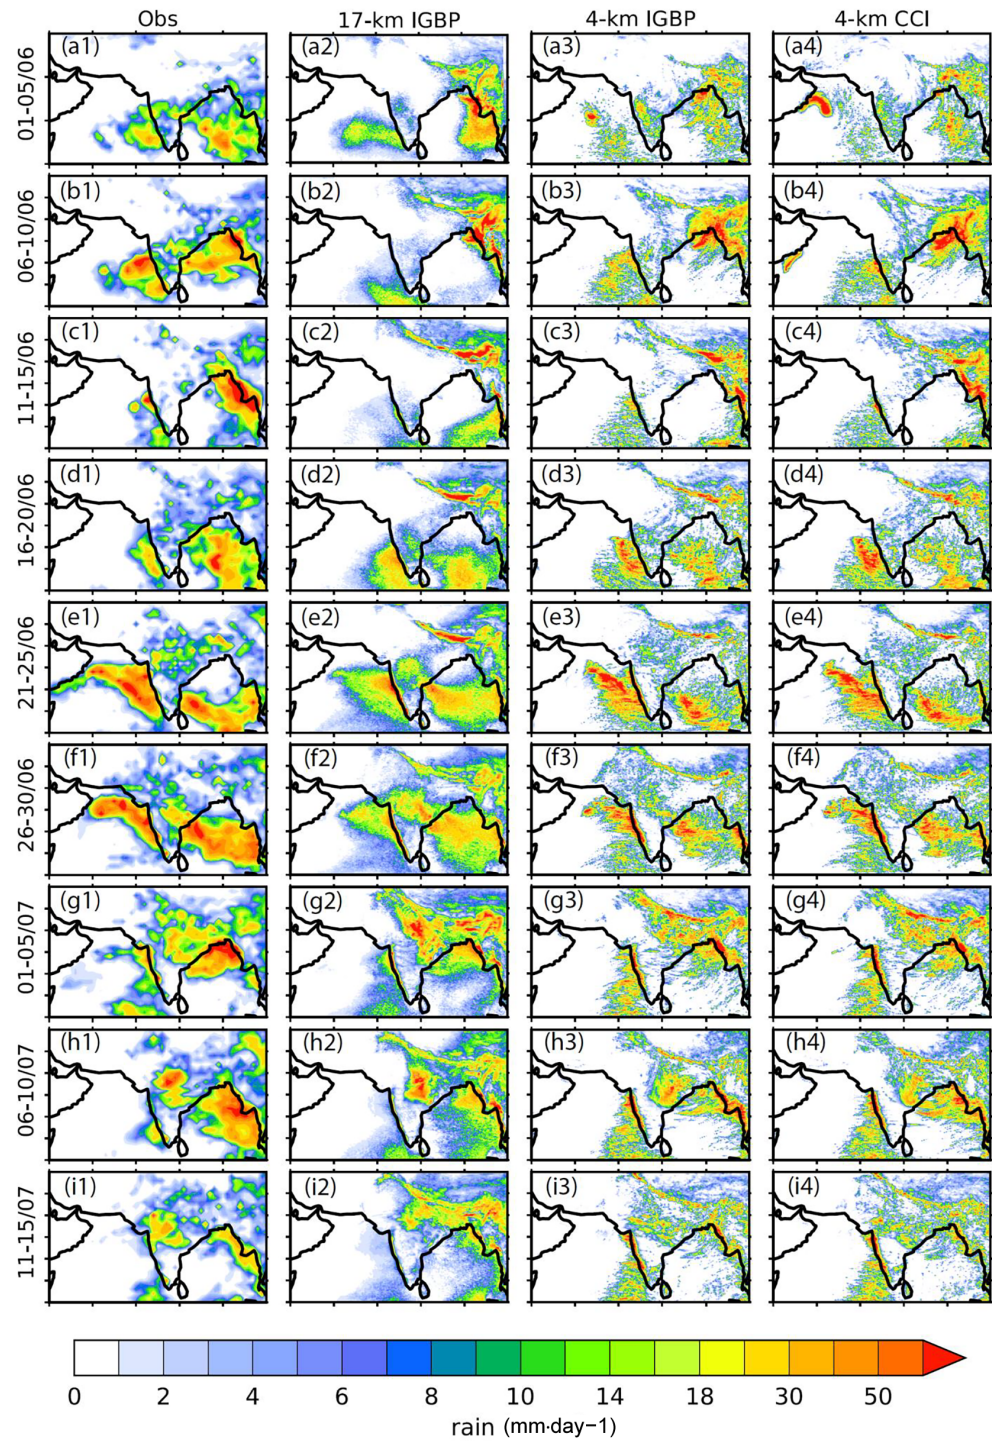 Obs 17-km IGBP 4-km IGBP 4-km CCI
01-05/06 (a1) (a2) (a3) (a4)
06-10/06 (b1) (b2) (b3) (b4)
11-15/06 (c1) (c2) (c3) (c4)
16-20/06 (d1) (d2) (d3) (d4)
21-25/06 (e1) (e2) (e3) (e4)
26-30/06 (f1) (f2) (f3) (f4)
01-05/07 (g1) (g2) (g3) (g4)
06-10/07 (h1) (h2) (h3) (h4)
11-15/07 (i1) (i2) (i3) (i4)
0 2 4 6 8 10 14 18 30 50
rain (mm·day−1)